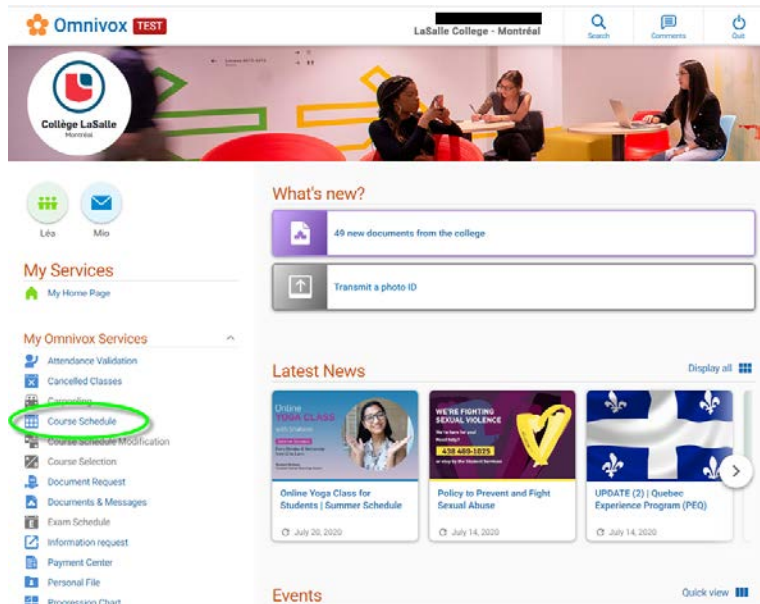 Omnivox TEST
LaSalle College - Montréal
Search
Comments
Quit
Collège LaSalle
Montréal
Léa
Mio
My Services
My Home Page
My Omnivox Services
Attendance Validation
Cancelled Classes
Carpooling
Course Schedule
Course Schedule Modification
Course Selection
Document Request
Documents & Messages
Exam Schedule
Information request
Payment Center
Personal File
Progression Chart
What's new?
49 new documents from the college
Transmit a photo ID
Latest News
Display all
Online
YOGA CLASS
WE'RE FIGHTING
SEXUAL VIOLENCE
438 489-1875
Online Yoga Class for
Students | Summer Schedule
July 20, 2020
Policy to Prevent and Fight
Sexual Abuse
July 14, 2020
UPDATE (2) | Quebec
Experience Program (PEQ)
July 14, 2020
Events
Quick view